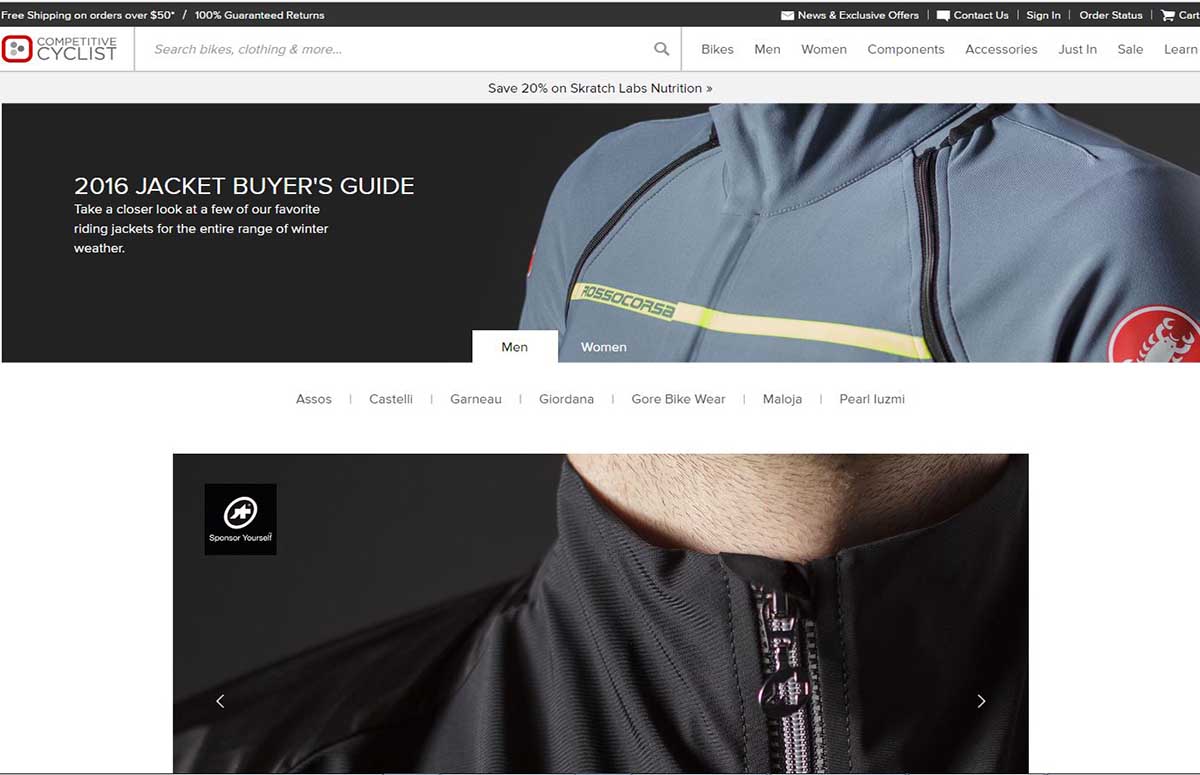 Free Shipping on orders over $50* / 100% Guaranteed Returns
News & Exclusive Offers | Contact Us | Sign In | Order Status | Cart
COMPETITIVE
CYCLIST
Search bikes, clothing & more...
Bikes Men Women Components Accessories Just In Sale Learn
Save 20% on Skratch Labs Nutrition »
2016 JACKET BUYER'S GUIDE
Take a closer look at a few of our favorite
riding jackets for the entire range of winter
weather.
ROSSOCORSA
Men Women
Assos | Castelli | Garneau | Giordana | Gore Bike Wear | Maloja | Pearl Iuzmi
Sponsor Yourself